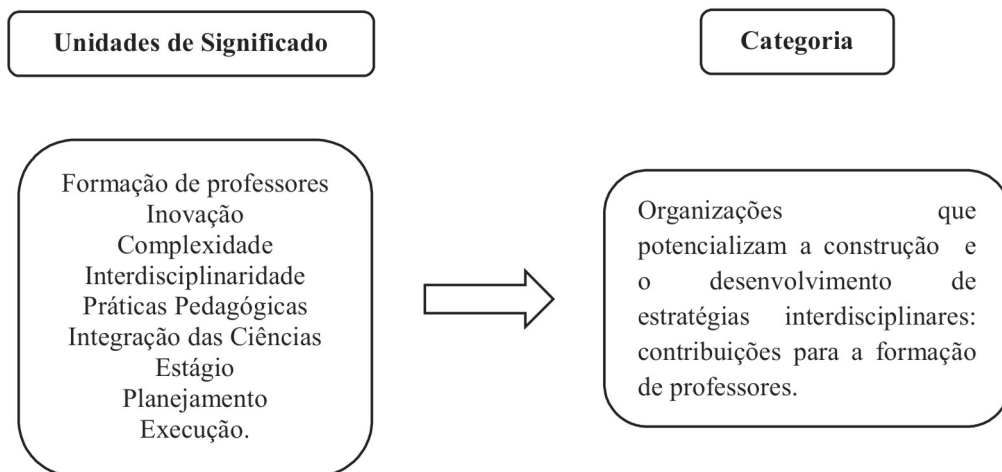 Unidades de Significado
Categoria
Formação de professores
Inovação
Complexidade
Interdisciplinaridade
Práticas Pedagógicas
Integração das Ciências
Estágio
Planejamento
Execução.
Organizações que
potencializam a construção e
o desenvolvimento de
estratégias interdisciplinares:
contribuições para a formação
de professores.